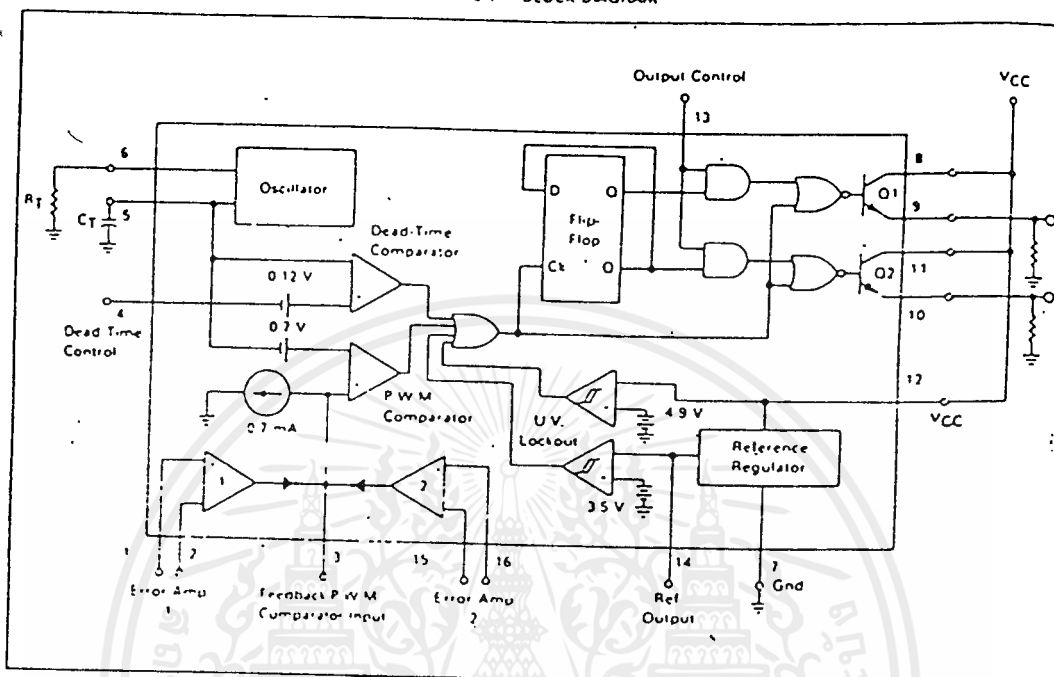 BLOCK DIAGRAM
Output Control
VCC
13
6
RT
Oscillator
5
CT
D
Q
Flip-
Flop
Ck
Q
8
Q1
9
Q2
11
10
Dead-Time
Comparator
0.12 V
4
Dead Time
Control
0.7 V
P.W.M.
Comparator
0.7 mA
U.V.
Lockout
4.9 V
12
VCC
Reference
Regulator
3.5 V
1
2
1
2
3
15
16
14
7
Error Amp
1
Feedback P.W.M.
Comparator Input
Error Amp
2
Ref
Output
Gnd